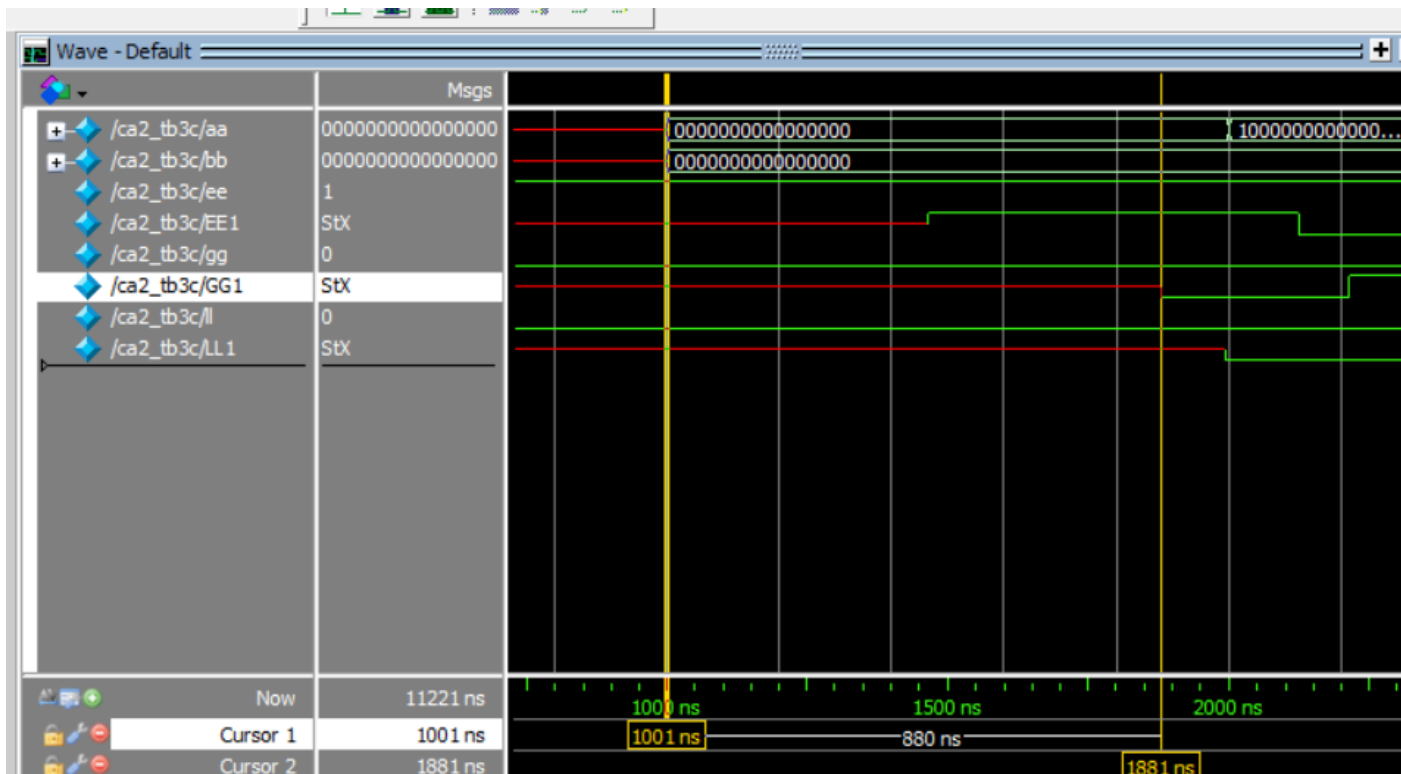 Wave - Default
Msgs
/ca2_tb3c/aa 0000000000000000 0000000000000000 1000000000000...
/ca2_tb3c/bb 0000000000000000 0000000000000000
/ca2_tb3c/ee 1
/ca2_tb3c/EE1 StX
/ca2_tb3c/gg 0
/ca2_tb3c/GG1 StX
/ca2_tb3c/ll 0
/ca2_tb3c/LL1 StX
Now 11221 ns 1000 ns 1500 ns 2000 ns
Cursor 1 1001 ns 1001 ns 880 ns
Cursor 2 1881 ns 1881 ns